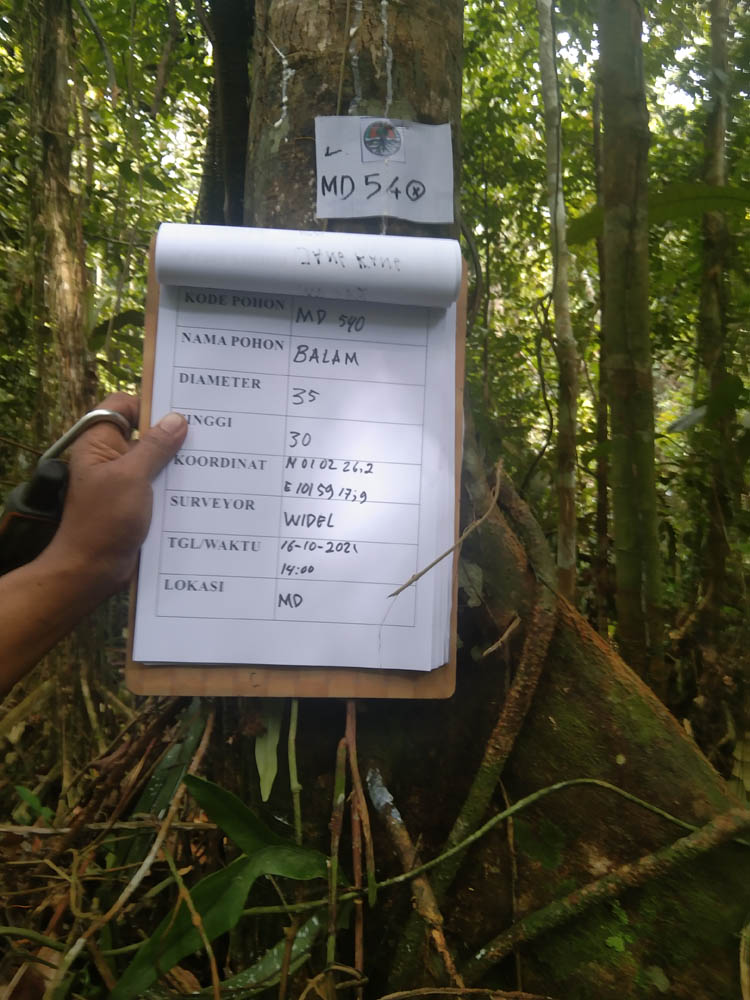 MD 540
KODE POHON MD 540
NAMA POHON BALAM
DIAMETER 35
TINGGI 30
KOORDINAT N 01 02 26,2
E 101 59 17,9
SURVEYOR WIDEL
TGL/WAKTU 16-10-2021
14:00
LOKASI MD